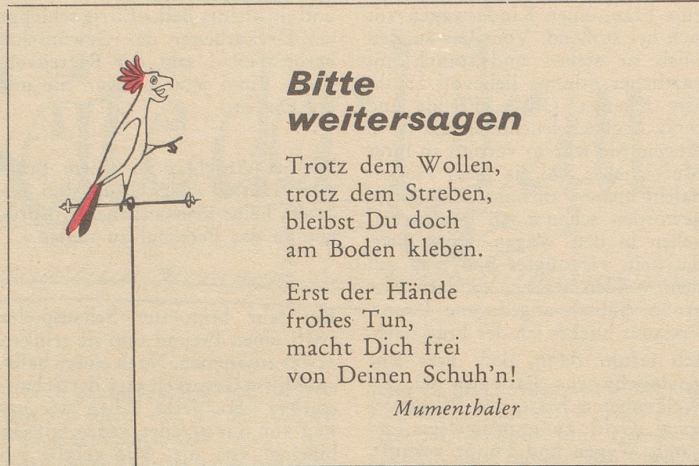 Bitte
weitersagen
Trotz dem Wollen,
trotz dem Streben,
bleibst Du doch
am Boden kleben.
Erst der Hände
frohes Tun,
macht Dich frei
von Deinen Schuh'n!
Mumenthaler